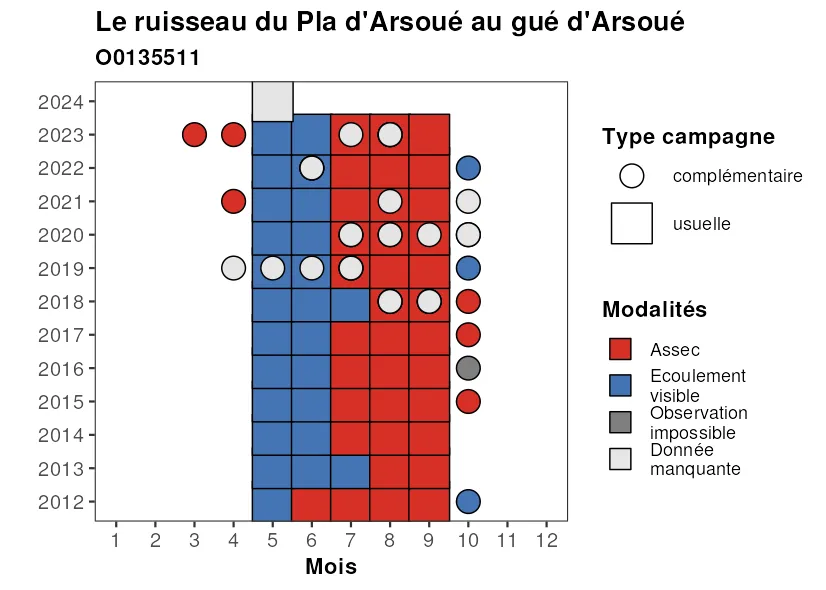 Le ruisseau du Pla d'Arsoué au gué d'Arsoué
O0135511
2024
2023
2022
2021
2020
2019
2018
2017
2016
2015
2014
2013
2012
1 2 3 4 5 6 7 8 9 10 11 12
Mois
Type campagne
complémentaire
usuelle
Modalités
Assec
Ecoulement
visible
Observation
impossible
Donnée
manquante